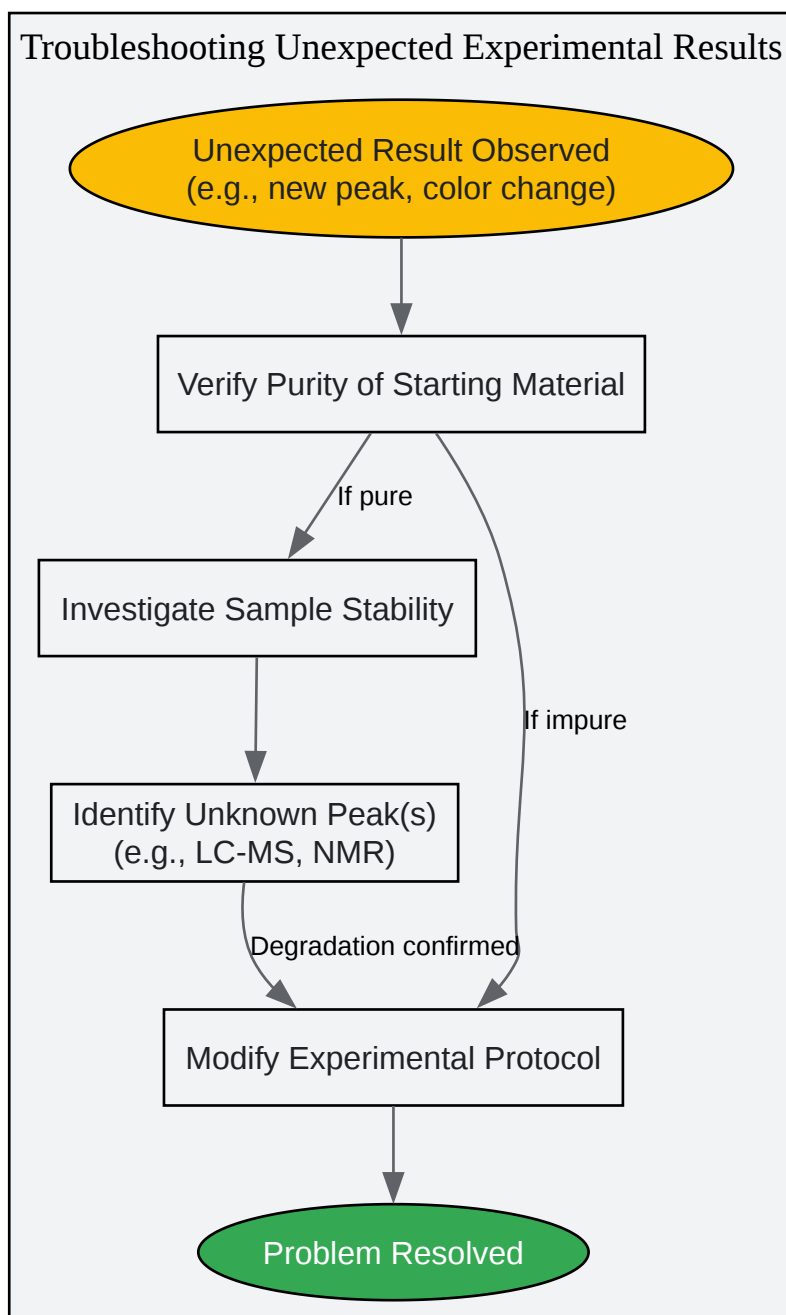 Troubleshooting Unexpected Experimental Results
Unexpected Result Observed
(e.g., new peak, color change)
Verify Purity of Starting Material
If pure
Investigate Sample Stability
If impure
Identify Unknown Peak(s)
(e.g., LC-MS, NMR)
Degradation confirmed
Modify Experimental Protocol
Problem Resolved